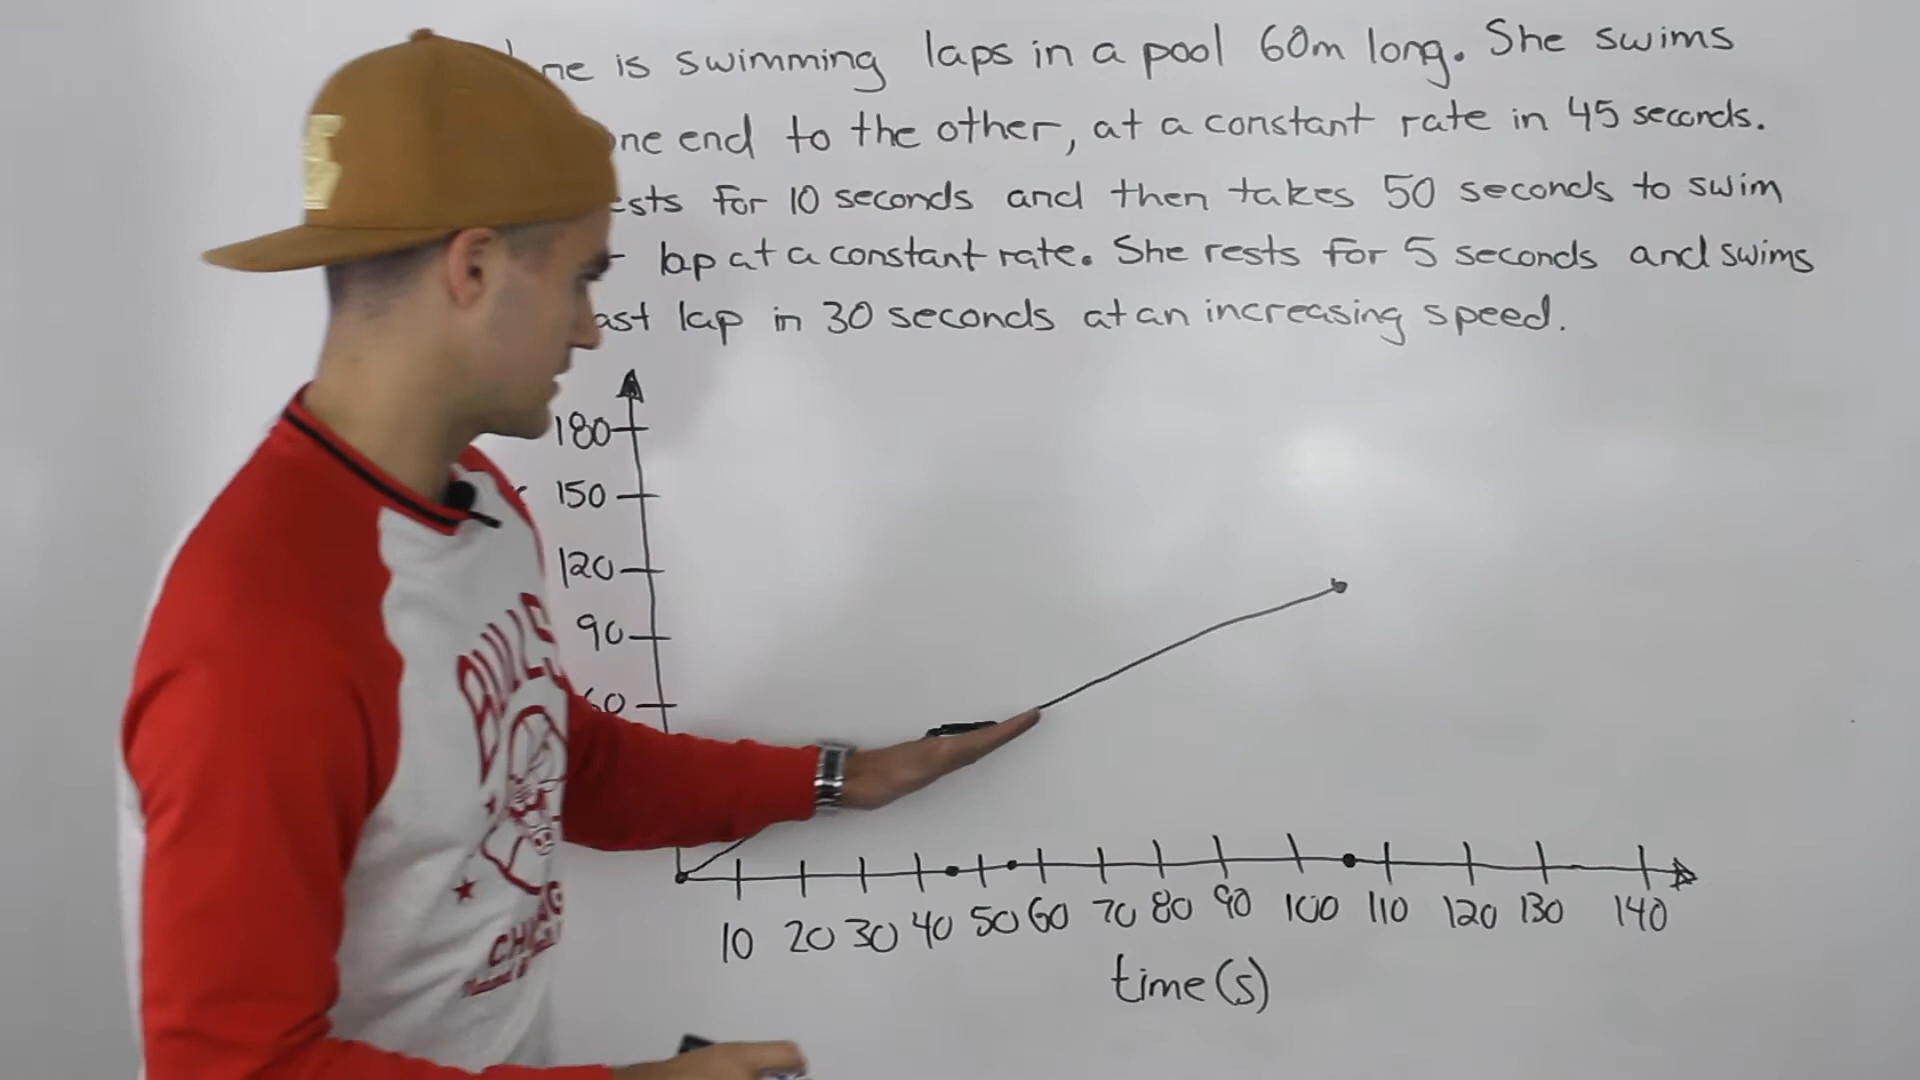 ne is swimming laps in a pool 60m long. She swims
ne end to the other, at a constant rate in 45 seconds.
sts for 10 seconds and then takes 50 seconds to swim
lap at a constant rate. She rests for 5 seconds and swims
ast lap in 30 seconds at an increasing speed.
180
150
120
90
60
10 20 30 40 50 60 70 80 90 100 110 120 130 140
time (s)
BULLS